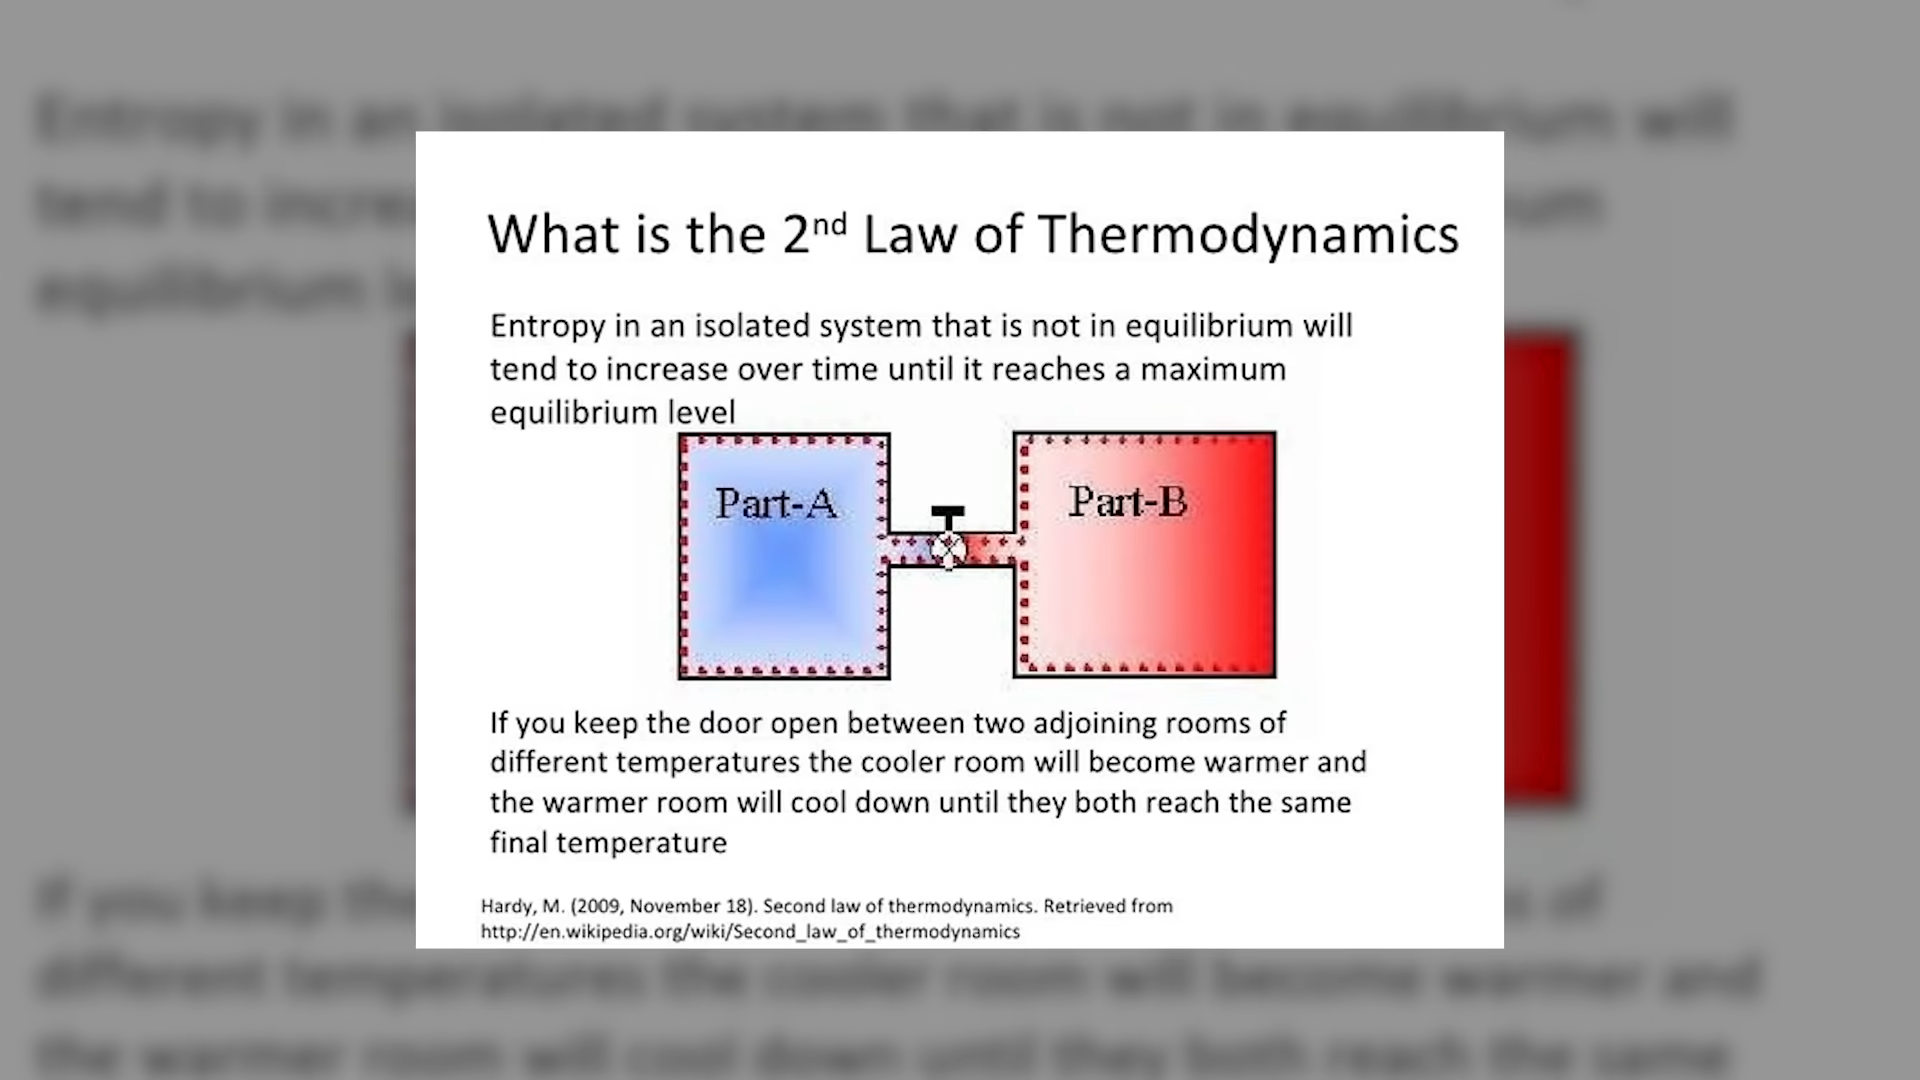 What is the 2nd Law of Thermodynamics
Entropy in an isolated system that is not in equilibrium will
tend to increase over time until it reaches a maximum
equilibrium level
Part-A
Part-B
If you keep the door open between two adjoining rooms of
different temperatures the cooler room will become warmer and
the warmer room will cool down until they both reach the same
final temperature
Hardy, M. (2009, November 18). Second law of thermodynamics. Retrieved from
http://en.wikipedia.org/wiki/Second_law_of_thermodynamics